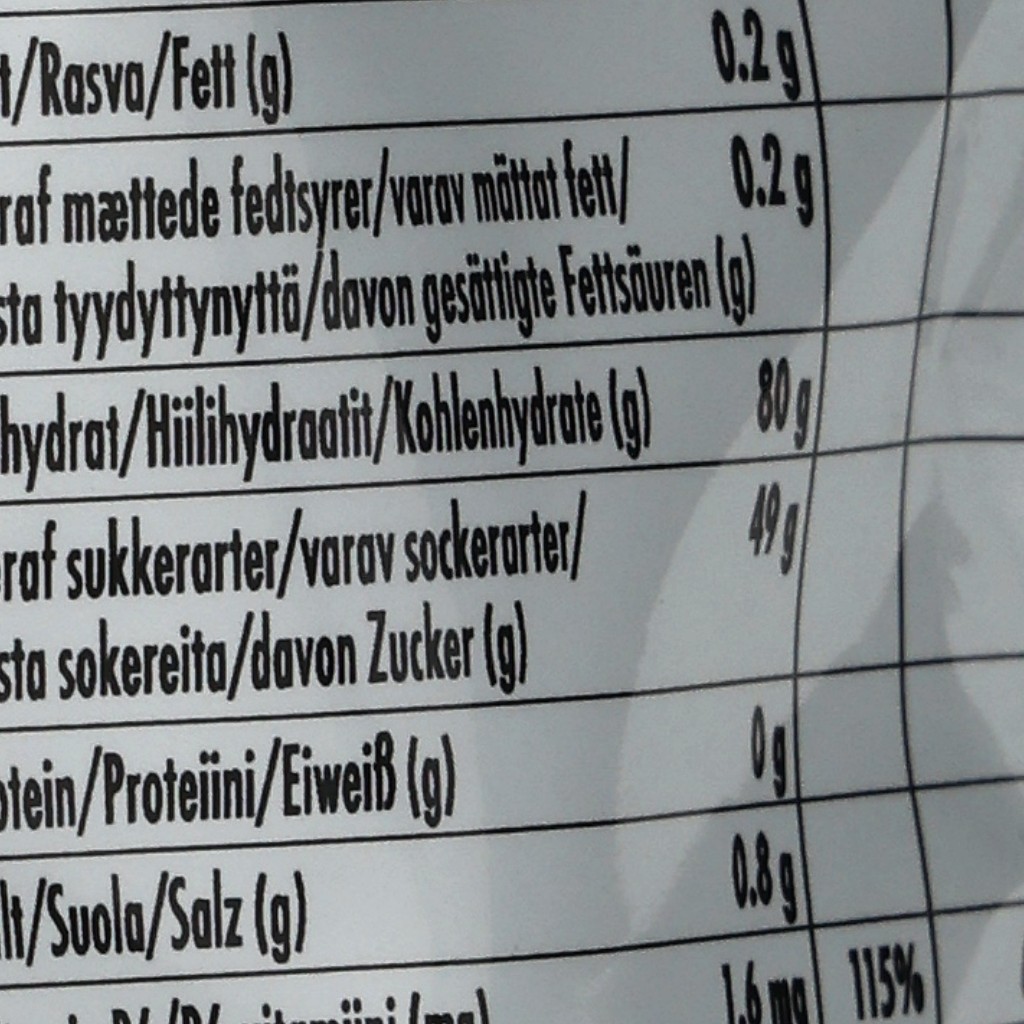 t/Rasva/Fett (g) 0.2 g
raf mættede fedtsyrer/varav mättat fett/ 0.2 g
sta tyydyttynyttä/davon gesättigte Fettsäuren (g)
hydrat/Hiilihydraatit/Kohlenhydrate (g) 80 g
raf sukkerarter/varav sockerarter/ 49 g
sta sokereita/davon Zucker (g)
tein/Proteiini/Eiweiß (g) 0 g
lt/Suola/Salz (g) 0.8 g
1.6 mg 115%